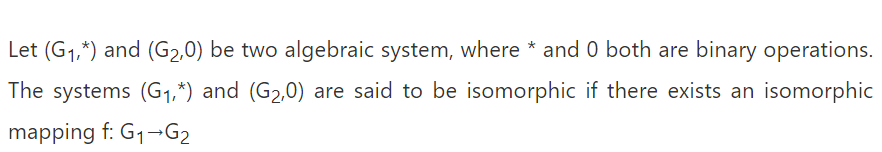 Let (G₁,*) and (G₂,0) be two algebraic system, where * and 0 both are binary operations.
The systems (G₁,*) and (G₂,0) are said to be isomorphic if there exists an isomorphic
mapping f: G₁→G₂